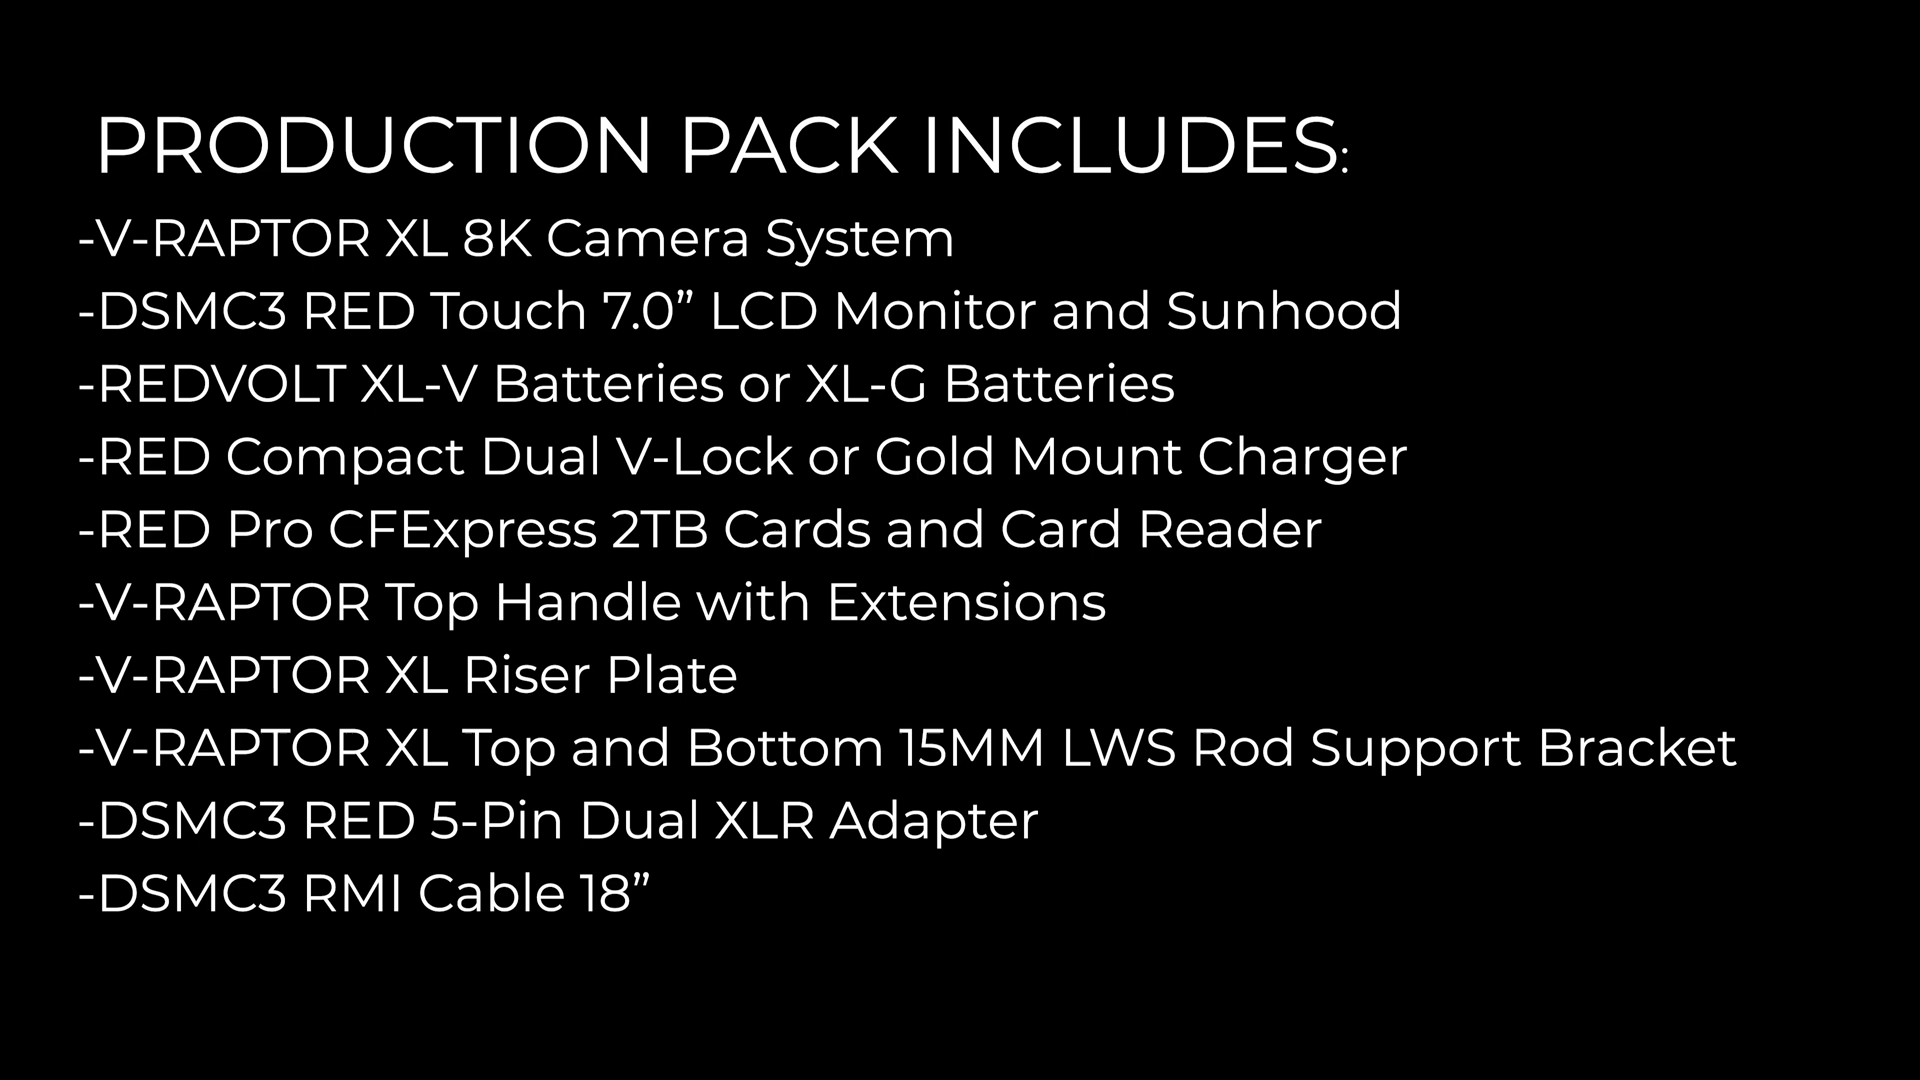 PRODUCTION PACK INCLUDES:
-V-RAPTOR XL 8K Camera System
-DSMC3 RED Touch 7.0” LCD Monitor and Sunhood
-REDVOLT XL-V Batteries or XL-G Batteries
-RED Compact Dual V-Lock or Gold Mount Charger
-RED Pro CFExpress 2TB Cards and Card Reader
-V-RAPTOR Top Handle with Extensions
-V-RAPTOR XL Riser Plate
-V-RAPTOR XL Top and Bottom 15MM LWS Rod Support Bracket
-DSMC3 RED 5-Pin Dual XLR Adapter
-DSMC3 RMI Cable 18”